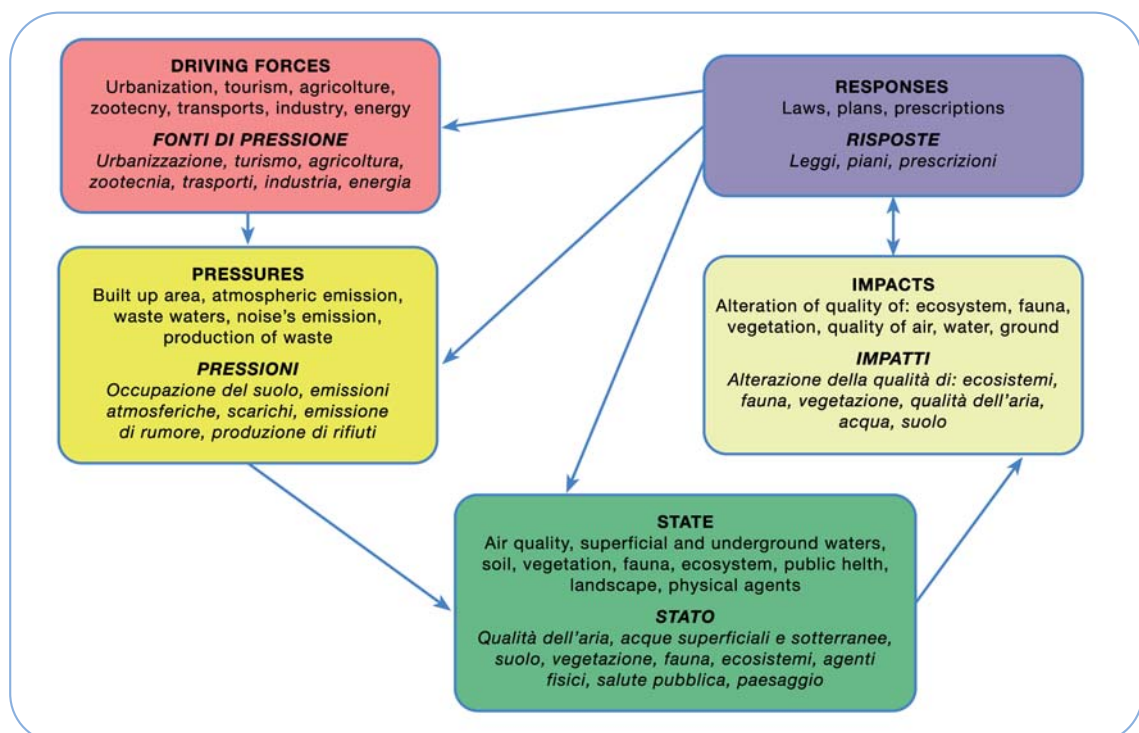 DRIVING FORCES
Urbanization, tourism, agricolture,
zootecny, transports, industry, energy
FONTI DI PRESSIONE
Urbanizzazione, turismo, agricoltura,
zootecnia, trasporti, industria, energia
RESPONSES
Laws, plans, prescriptions
RISPOSTE
Leggi, piani, prescrizioni
PRESSURES
Built up area, atmospheric emission,
waste waters, noise's emission,
production of waste
PRESSIONI
Occupazione del suolo, emissioni
atmosferiche, scarichi, emissione
di rumore, produzione di rifiuti
IMPACTS
Alteration of quality of: ecosystem, fauna,
vegetation, quality of air, water, ground
IMPATTI
Alterazione della qualità di: ecosistemi,
fauna, vegetazione, qualità dell'aria,
acqua, suolo
STATE
Air quality, superficial and underground waters,
soil, vegetation, fauna, ecosystem, public helth,
landscape, physical agents
STATO
Qualità dell'aria, acque superficiali e sotterranee,
suolo, vegetazione, fauna, ecosistemi, agenti
fisici, salute pubblica, paesaggio